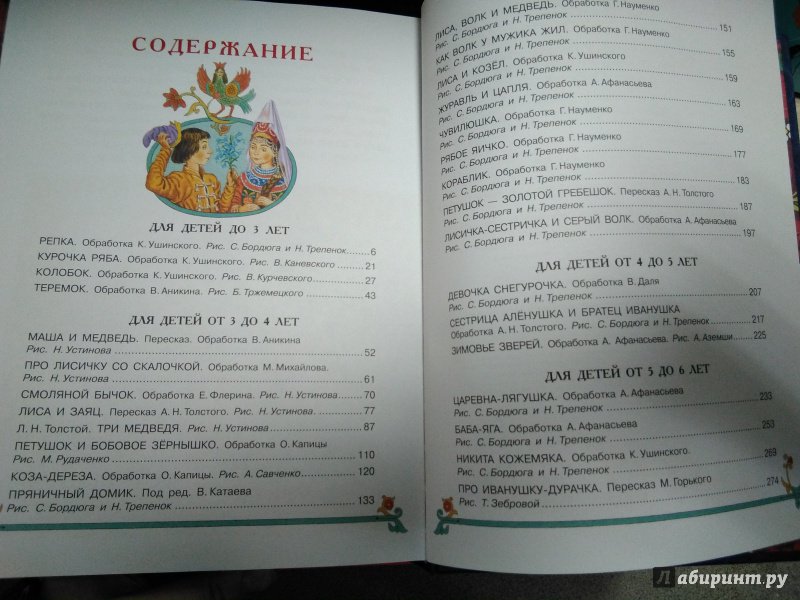 СОДЕРЖАНИЕ
ДЛЯ ДЕТЕЙ ДО 3 ЛЕТ
РЕПКА. Обработка К. Ушинского. Рис. С. Бордюга и Н. Трепенок 6
КУРОЧКА РЯБА. Обработка К. Ушинского. Рис. В. Каневского 21
КОЛОБОК. Обработка К. Ушинского. Рис. В. Курчевского 27
ТЕРЕМОК. Обработка В. Аникина. Рис. Б. Тржемецкого 43
ДЛЯ ДЕТЕЙ ОТ 3 ДО 4 ЛЕТ
МАША И МЕДВЕДЬ. Пересказ. Обработка В. Аникина
Рис. Н. Устинова 52
ПРО ЛИСИЧКУ СО СКАЛОЧКОЙ. Обработка М. Михайлова.
Рис. Н. Устинова 61
СМОЛЯНОЙ БЫЧОК. Обработка Е. Флерина. Рис. Н. Устинова 70
ЛИСА И ЗАЯЦ. Пересказ А. Н. Толстого. Рис. Н. Устинова 77
Л. Н. Толстой. ТРИ МЕДВЕДЯ. Рис. Н. Устинова 87
ПЕТУШОК И БОБОВОЕ ЗЁРНЫШКО. Обработка О. Капицы
Рис. М. Рудаченко 110
КОЗА-ДЕРЕЗА. Обработка О. Капицы. Рис. А. Савченко 120
ПРЯНИЧНЫЙ ДОМИК. Под ред. В. Катаева
Рис. С. Бордюга и Н. Трепенок 133
ЛИСА, ВОЛК И МЕДВЕДЬ. Обработка Г. Науменко
Рис. С. Бордюга и Н. Трепенок 151
КАК ВОЛК У МУЖИКА ЖИЛ. Обработка Г. Науменко
Рис. С. Бордюга и Н. Трепенок 155
ЛИСА И КОЗЁЛ. Обработка К. Ушинского
Рис. С. Бордюга и Н. Трепенок 159
ЖУРАВЛЬ И ЦАПЛЯ. Обработка А. Афанасьева
Рис. С. Бордюга и Н. Трепенок 163
ЧУВИЛЮШКА. Обработка Г. Науменко
Рис. С. Бордюга и Н. Трепенок 169
РЯБОЕ ЯИЧКО. Обработка Г. Науменко
Рис. С. Бордюга и Н. Трепенок 177
КОРАБЛИК. Обработка Г. Науменко
Рис. С. Бордюга и Н. Трепенок 183
ПЕТУШОК — ЗОЛОТОЙ ГРЕБЕШОК. Пересказ А. Н. Толстого
Рис. С. Бордюга и Н. Трепенок 187
ЛИСИЧКА-СЕСТРИЧКА И СЕРЫЙ ВОЛК. Обработка А. Афанасьева
Рис. С. Бордюга и Н. Трепенок 197
ДЛЯ ДЕТЕЙ ОТ 4 ДО 5 ЛЕТ
ДЕВОЧКА СНЕГУРОЧКА. Обработка В. Даля
Рис. С. Бордюга и Н. Трепенок 207
СЕСТРИЦА АЛЁНУШКА И БРАТЕЦ ИВАНУШКА
Обработка А. Н. Толстого. Рис. С. Бордюга и Н. Трепенок 217
ЗИМОВЬЕ ЗВЕРЕЙ. Обработка А. Афанасьева. Рис. А. Аземши 225
ДЛЯ ДЕТЕЙ ОТ 5 ДО 6 ЛЕТ
ЦАРЕВНА-ЛЯГУШКА. Обработка А. Афанасьева
Рис. С. Бордюга и Н. Трепенок 233
БАБА-ЯГА. Обработка А. Афанасьева
Рис. С. Бордюга и Н. Трепенок 253
НИКИТА КОЖЕМЯКА. Обработка К. Ушинского.
Рис. С. Бордюга и Н. Трепенок 269
ПРО ИВАНУШКУ-ДУРАЧКА. Пересказ М. Горького
Рис. Т. Зебровой 274
Лабиринт.ру